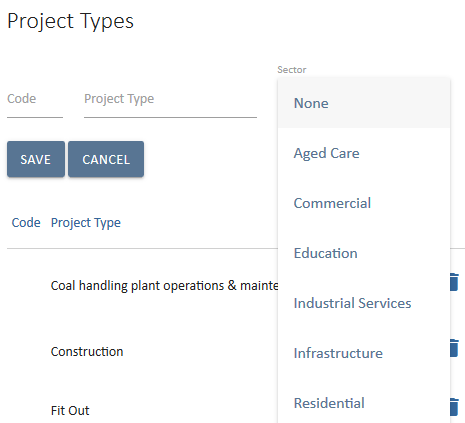 Project Types
Sector
Code Project Type
None
SAVE CANCEL
Aged Care
Commercial
Code Project Type
Education
Coal handling plant operations & mainte
Industrial Services
Construction
Infrastructure
Residential
Fit Out